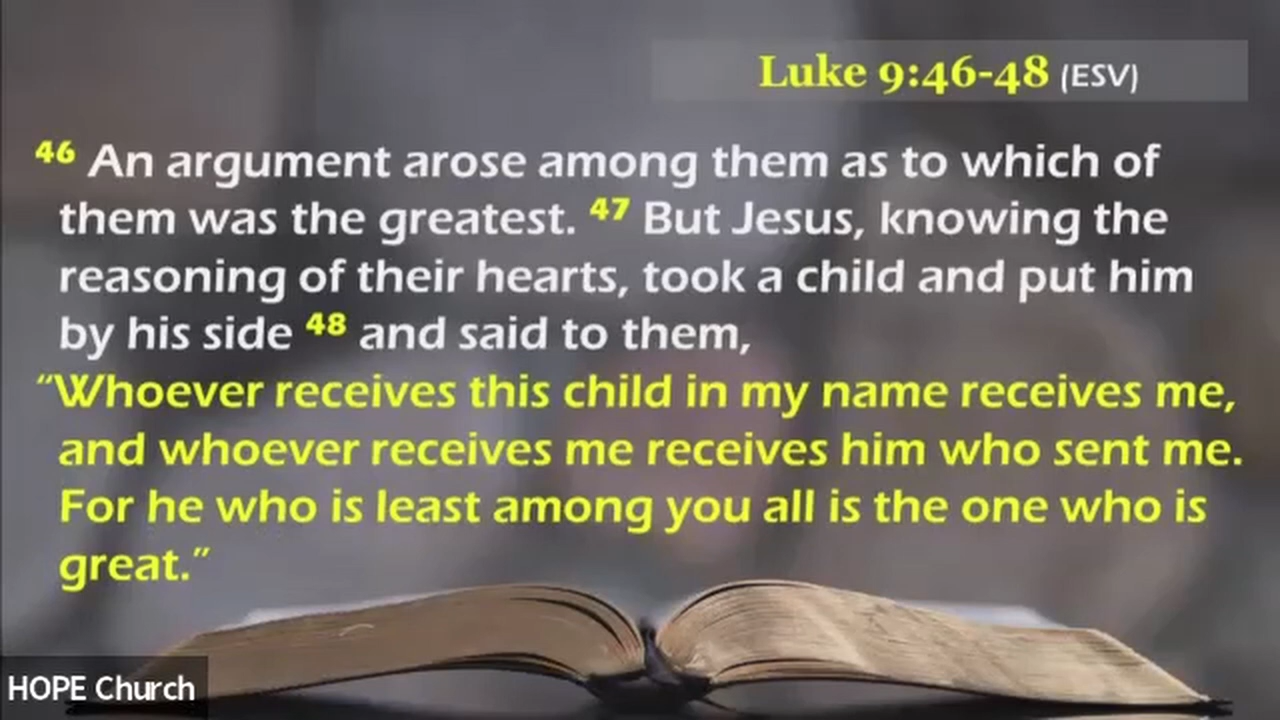 Luke 9:46-48 (ESV)
46 An argument arose among them as to which of
them was the greatest. 47 But Jesus, knowing the
reasoning of their hearts, took a child and put him
by his side 48 and said to them,
“Whoever receives this child in my name receives me,
and whoever receives me receives him who sent me.
For he who is least among you all is the one who is
great.”
HOPE Church